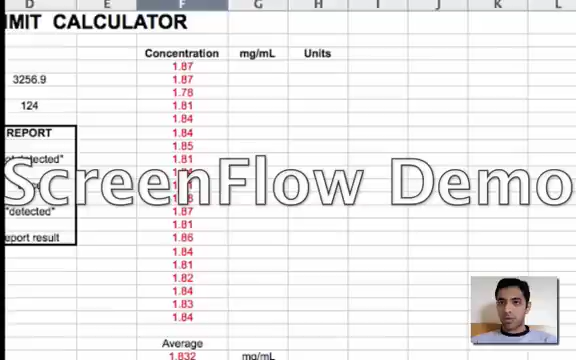 D E F G H I J K L
IMIT CALCULATOR
Concentration mg/mL Units
1.87
3256.9 1.87
1.78
124 1.81
1.84
REPORT 1.84
1.85
ot detected" 1.81
ScreenFlow Demo
"detected" 1.87
1.81
eport result 1.86
1.84
1.81
1.82
1.84
1.83
1.84
Average
1.832 mg/mL